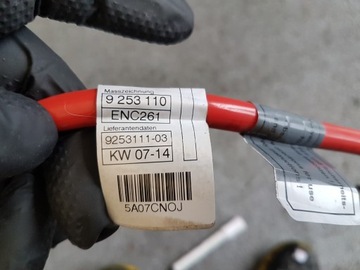 Masszeichnung
9 253 110
ENC261
Lieferantendaten
9253111-03
KW 07-14
5A07CNOJ